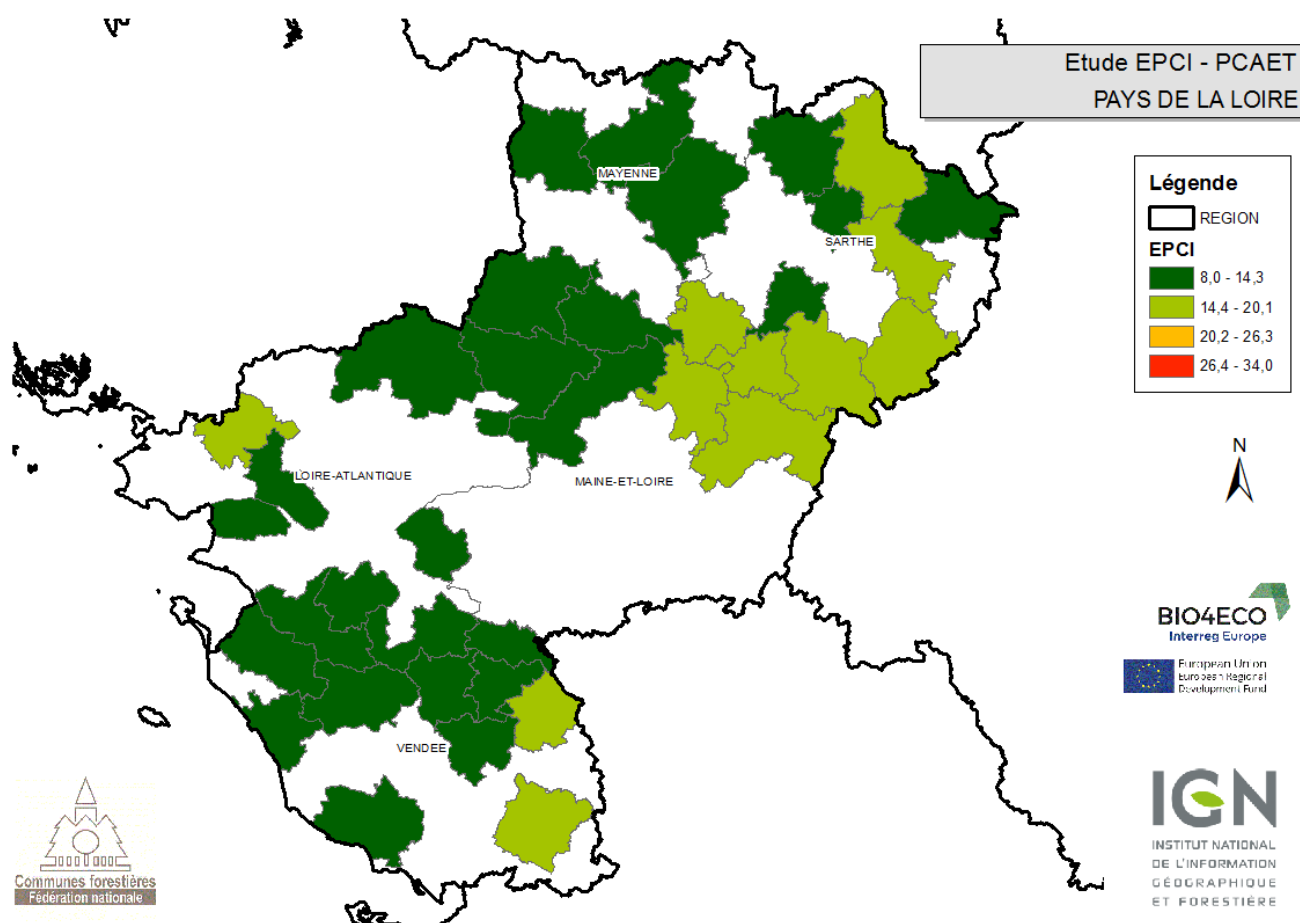 Etude EPCI - PCAET
PAYS DE LA LOIRE
Légende
REGION
EPCI
8,0 - 14,3
14,4 - 20,1
20,2 - 26,3
26,4 - 34,0
MAYENNE
SARTHE
LOIRE-ATLANTIQUE
MAINE-ET-LOIRE
VENDEE
N
BIO4ECO
Interreg Europe
European Union
European Regional
Development Fund
IGN
INSTITUT NATIONAL
DE L'INFORMATION
GÉOGRAPHIQUE
ET FORESTIÈRE
Communes forestières
Fédération nationale